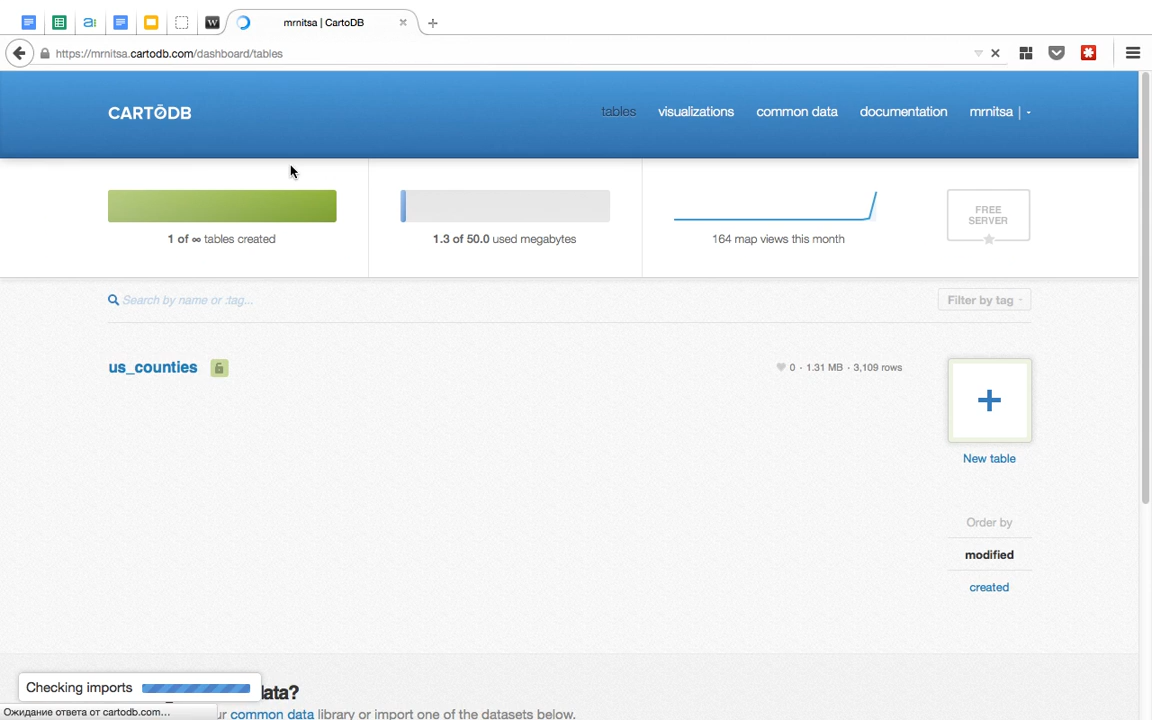 mrnitsa | CartoDB
https://mrnitsa.cartodb.com/dashboard/tables
CARTODB
tables
visualizations
common data
documentation
mrnitsa
1 of ∞ tables created
1.3 of 50.0 used megabytes
164 map views this month
FREE
SERVER
Search by name or :tag...
Filter by tag
us_counties
0 · 1.31 MB · 3,109 rows
New table
Order by
modified
created
Checking imports
data?
Ожидание ответа от cartodb.com...
ur common data library or import one of the datasets below.